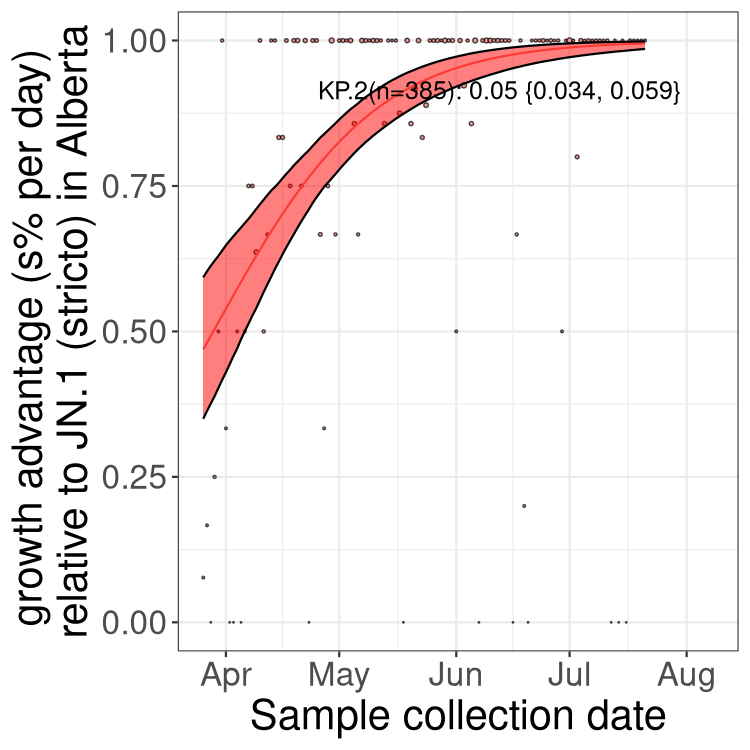 growth advantage (s% per day)
relative to JN.1 (stricto) in Alberta
1.00
0.75
0.50
0.25
0.00
KP.2(n=385): 0.05 {0.034, 0.059}
Apr May Jun Jul Aug
Sample collection date